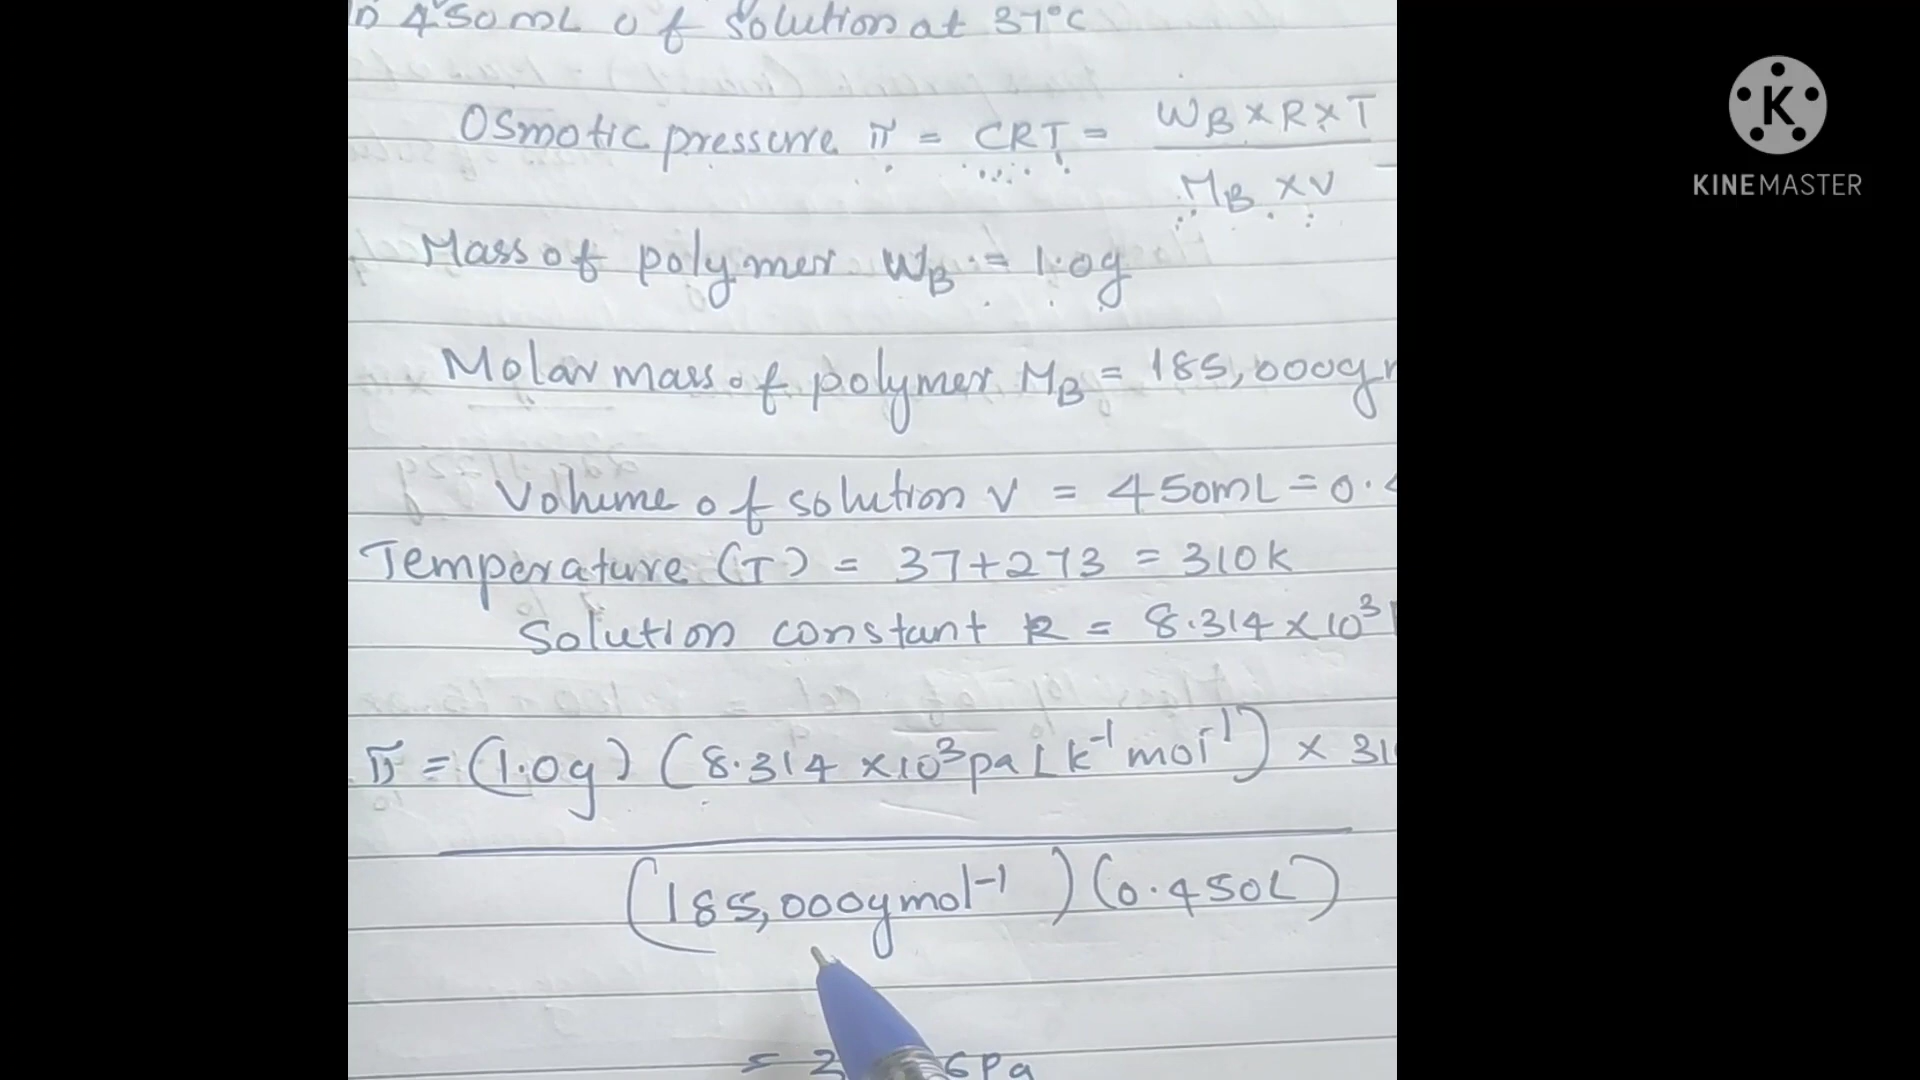 450mL of solution at 37°C
Osmotic pressure π = CRT = WB × R × T
MB × V
Mass of polymer WB = 1.0g
Molar mass of polymer MB = 185,000g
Volume of solution V = 450mL = 0.
Temperature (T) = 37+273 = 310K
Solution constant R = 8.314 × 10³
π = (1.0g) (8.314 × 10³ pa L k⁻¹ mol⁻¹) × 31
(185,000g mol⁻¹) (0.450L)
= Pa
K
KINEMASTER